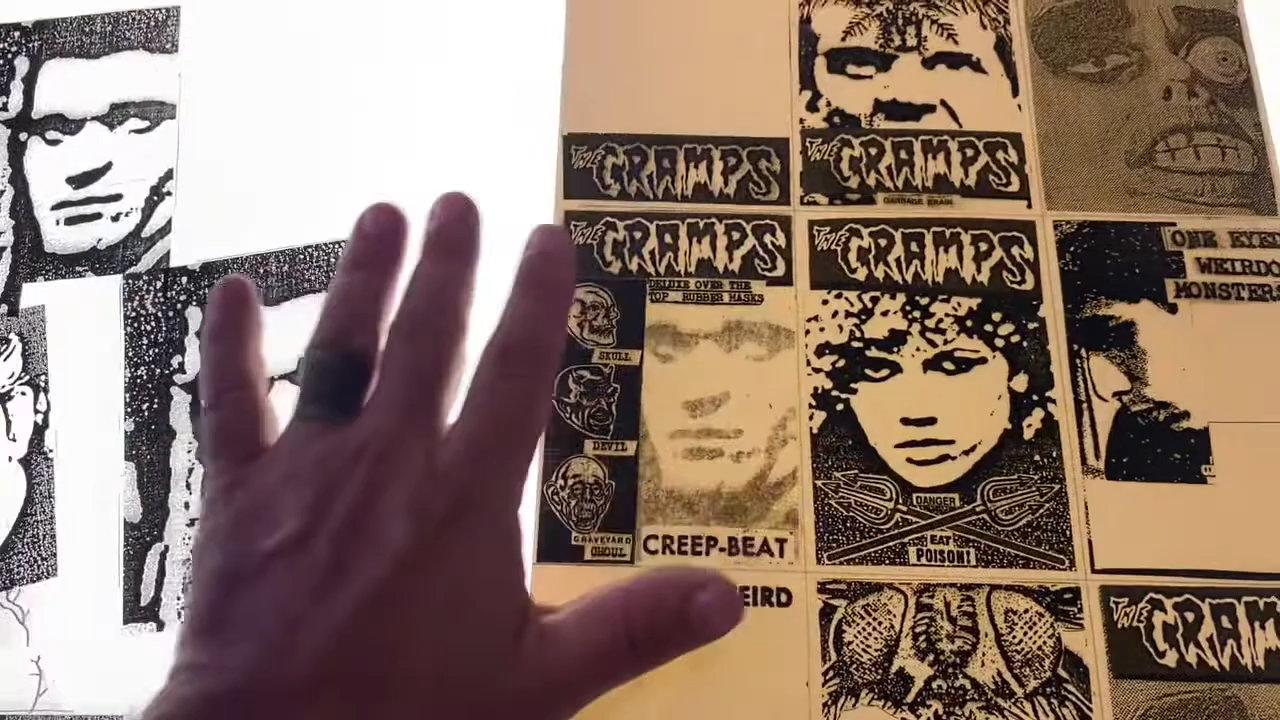 THE CRAMPS
THE CRAMPS
GARBAGE BRAIN
THE CRAMPS
DELUXE OVER THE
TOP RUBBER MASKS
SKULL
DEVIL
GRAVEYARD
GHOUL
CREEP-BEAT
THE CRAMPS
DANGER
EAT
POISON!
ONE EYED
WEIRDO
MONSTERS
EIRD
THE CRAM